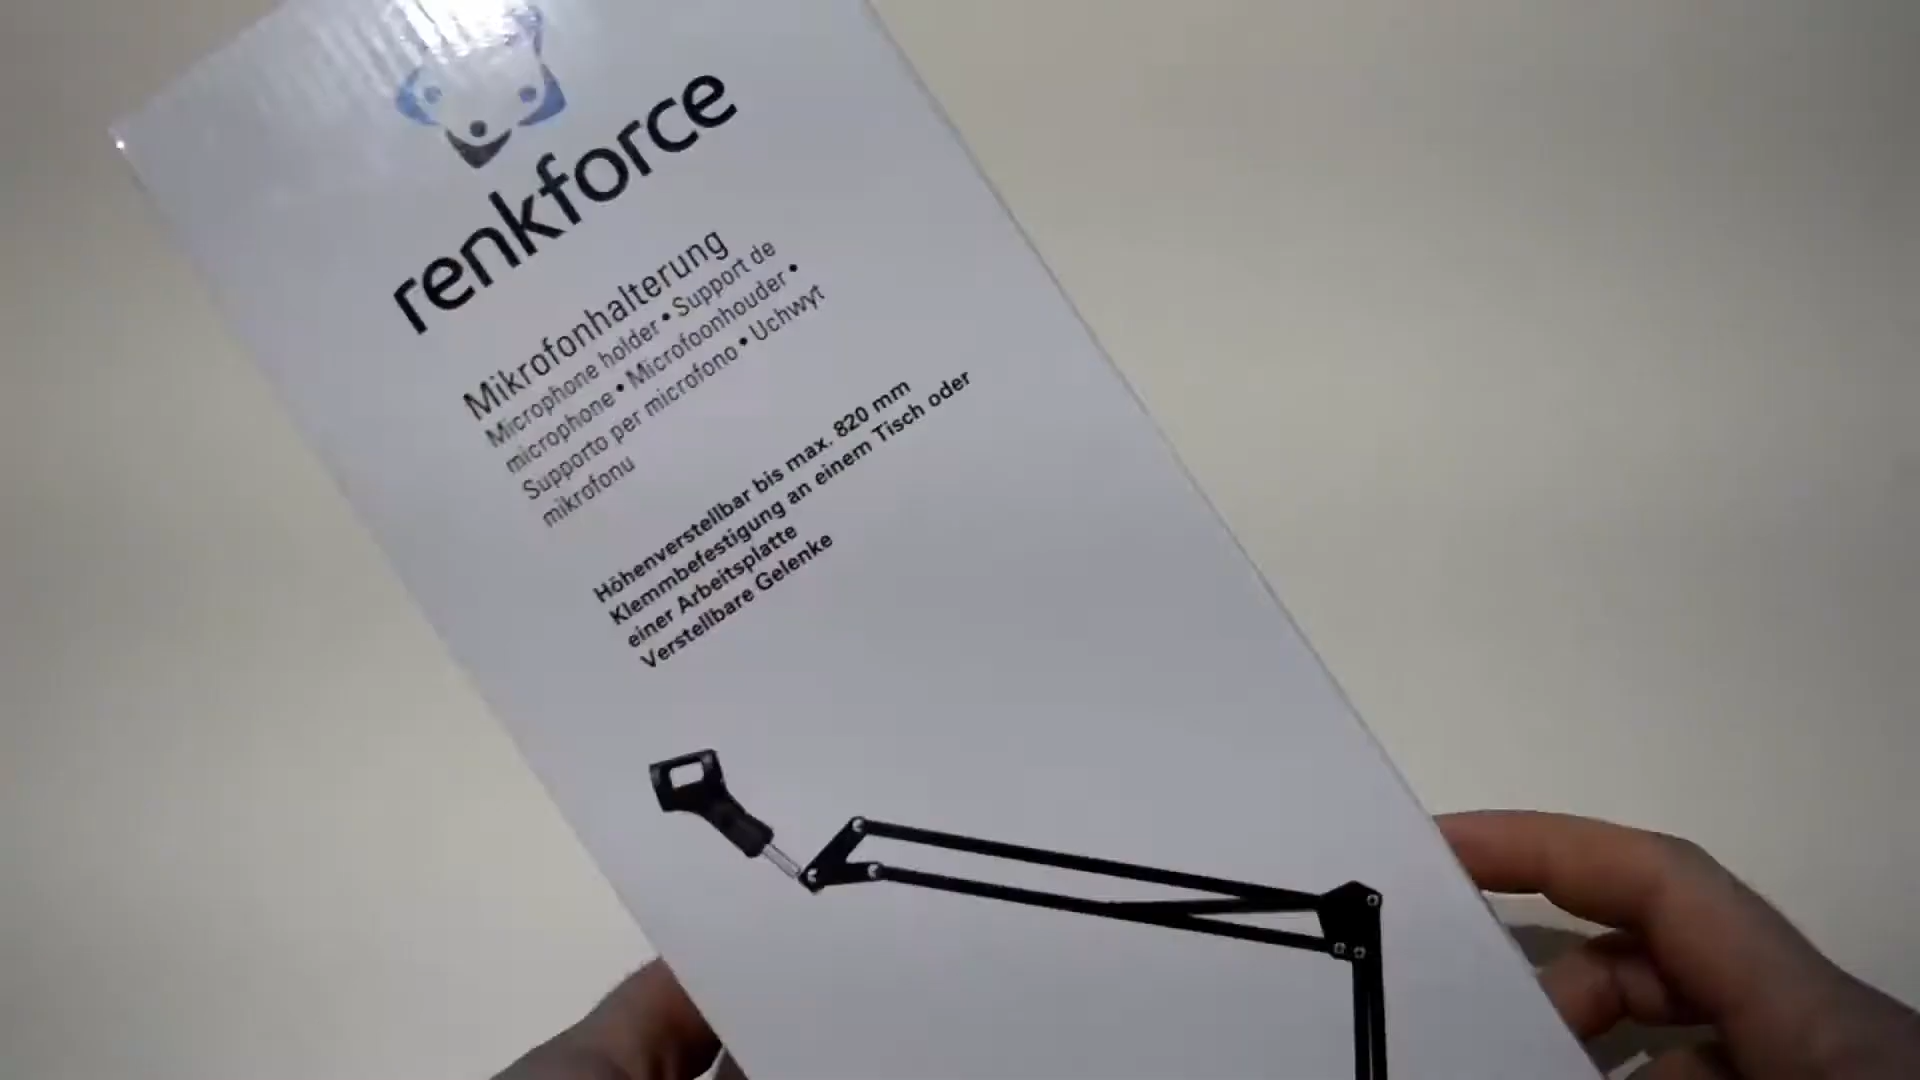 renkforce
Mikrofonhalterung
Microphone holder • Support de
microphone • Microfoonhouder •
Supporto per microfono • Uchwyt
mikrofonu
Höhenverstellbar bis max. 820 mm
Klemmbefestigung an einem Tisch oder
einer Arbeitsplatte
Verstellbare Gelenke